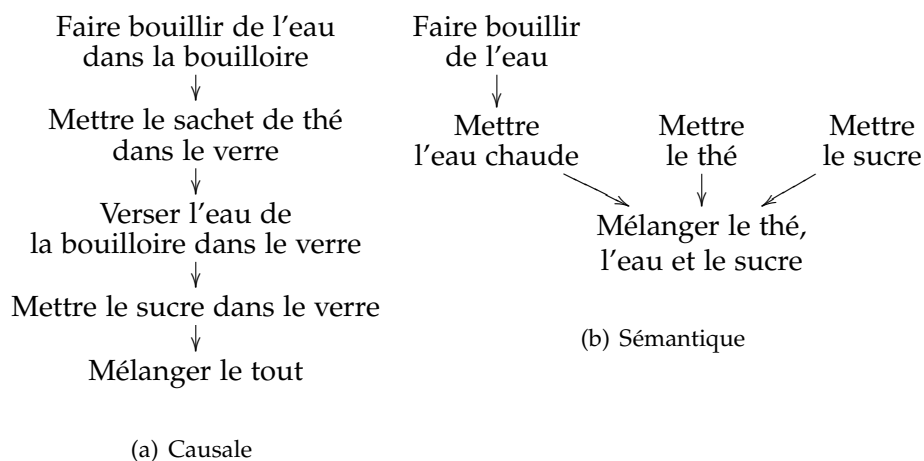 Faire bouillir de l'eau
dans la bouilloire
Mettre le sachet de thé
dans le verre
Verser l'eau de
la bouilloire dans le verre
Mettre le sucre dans le verre
Mélanger le tout
(a) Causale
Faire bouillir
de l'eau
Mettre
l'eau chaude
Mettre
le thé
Mettre
le sucre
Mélanger le thé,
l'eau et le sucre
(b) Sémantique